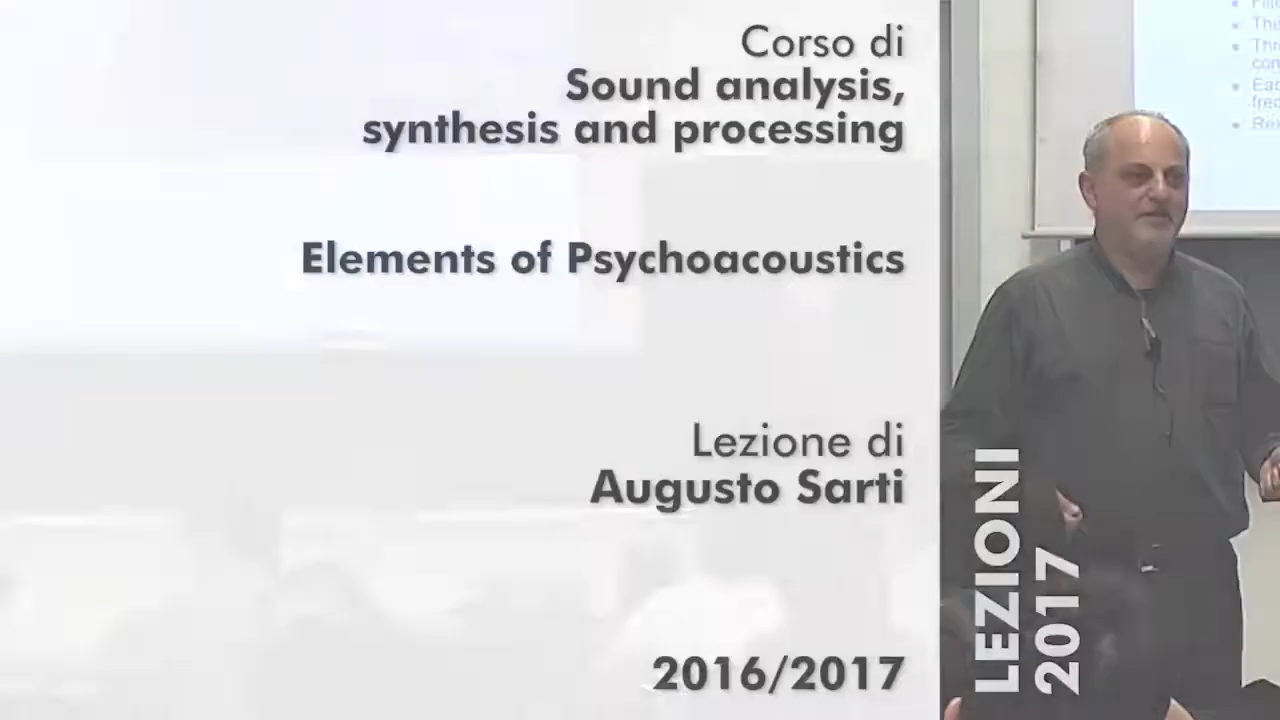 Corso di
Sound analysis,
synthesis and processing
Elements of Psychoacoustics
Lezione di
Augusto Sarti
2016/2017
LEZIONI
2017